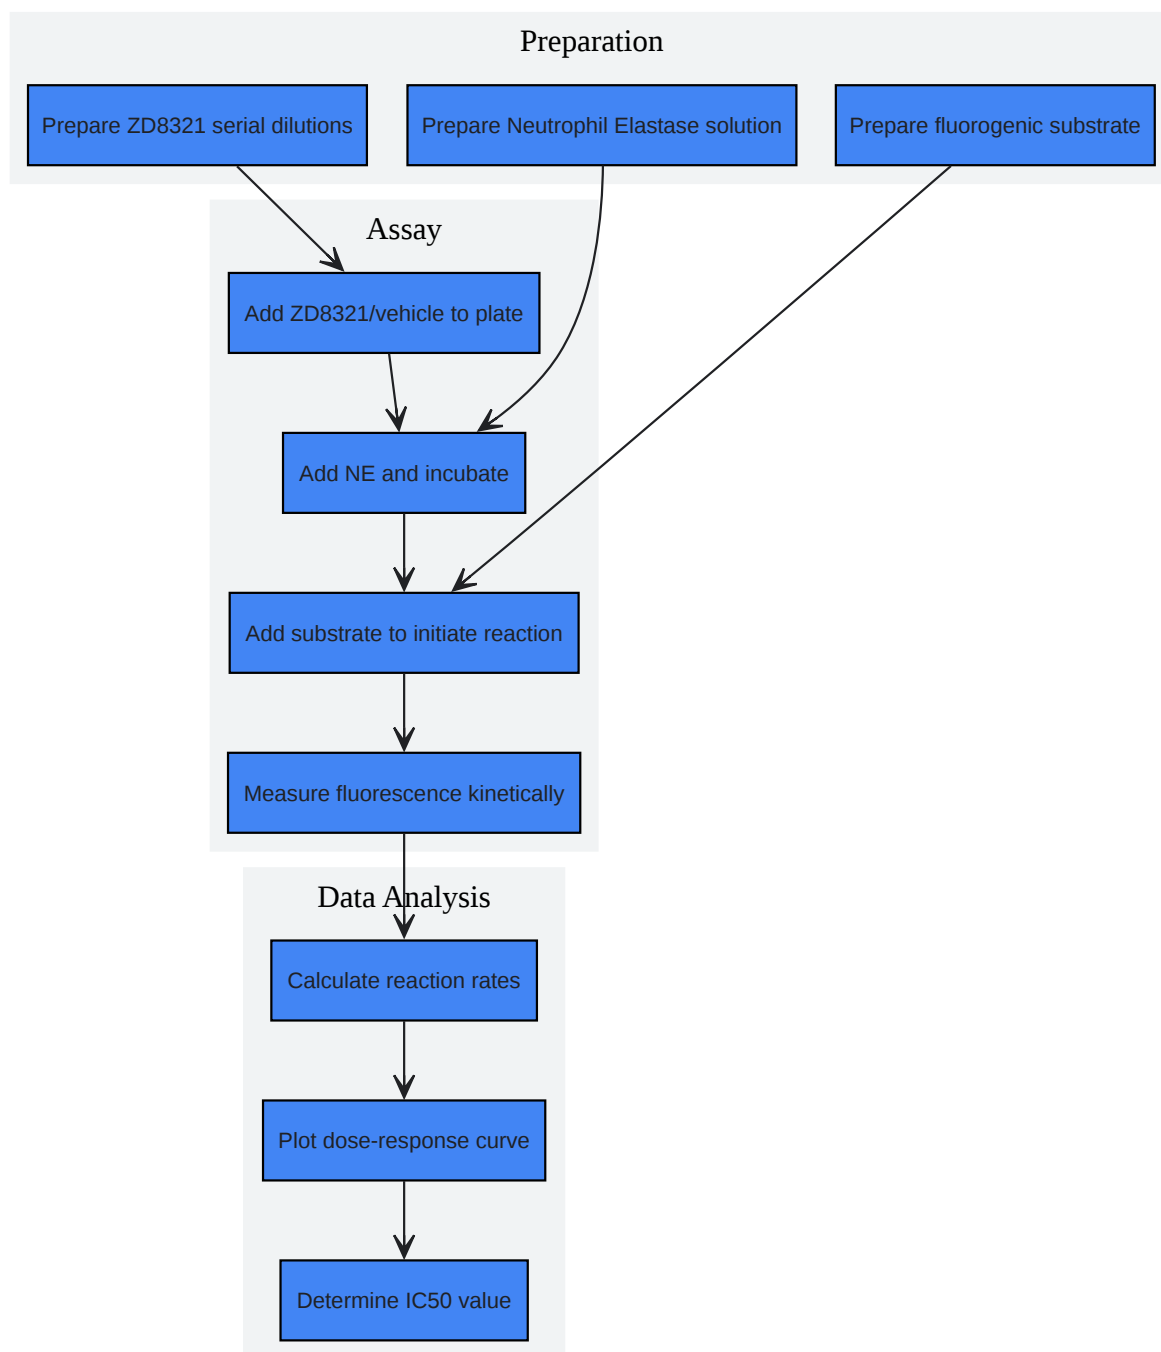 Preparation
Prepare ZD8321 serial dilutions
Prepare Neutrophil Elastase solution
Prepare fluorogenic substrate
Assay
Add ZD8321/vehicle to plate
Add NE and incubate
Add substrate to initiate reaction
Measure fluorescence kinetically
Data Analysis
Calculate reaction rates
Plot dose-response curve
Determine IC50 value